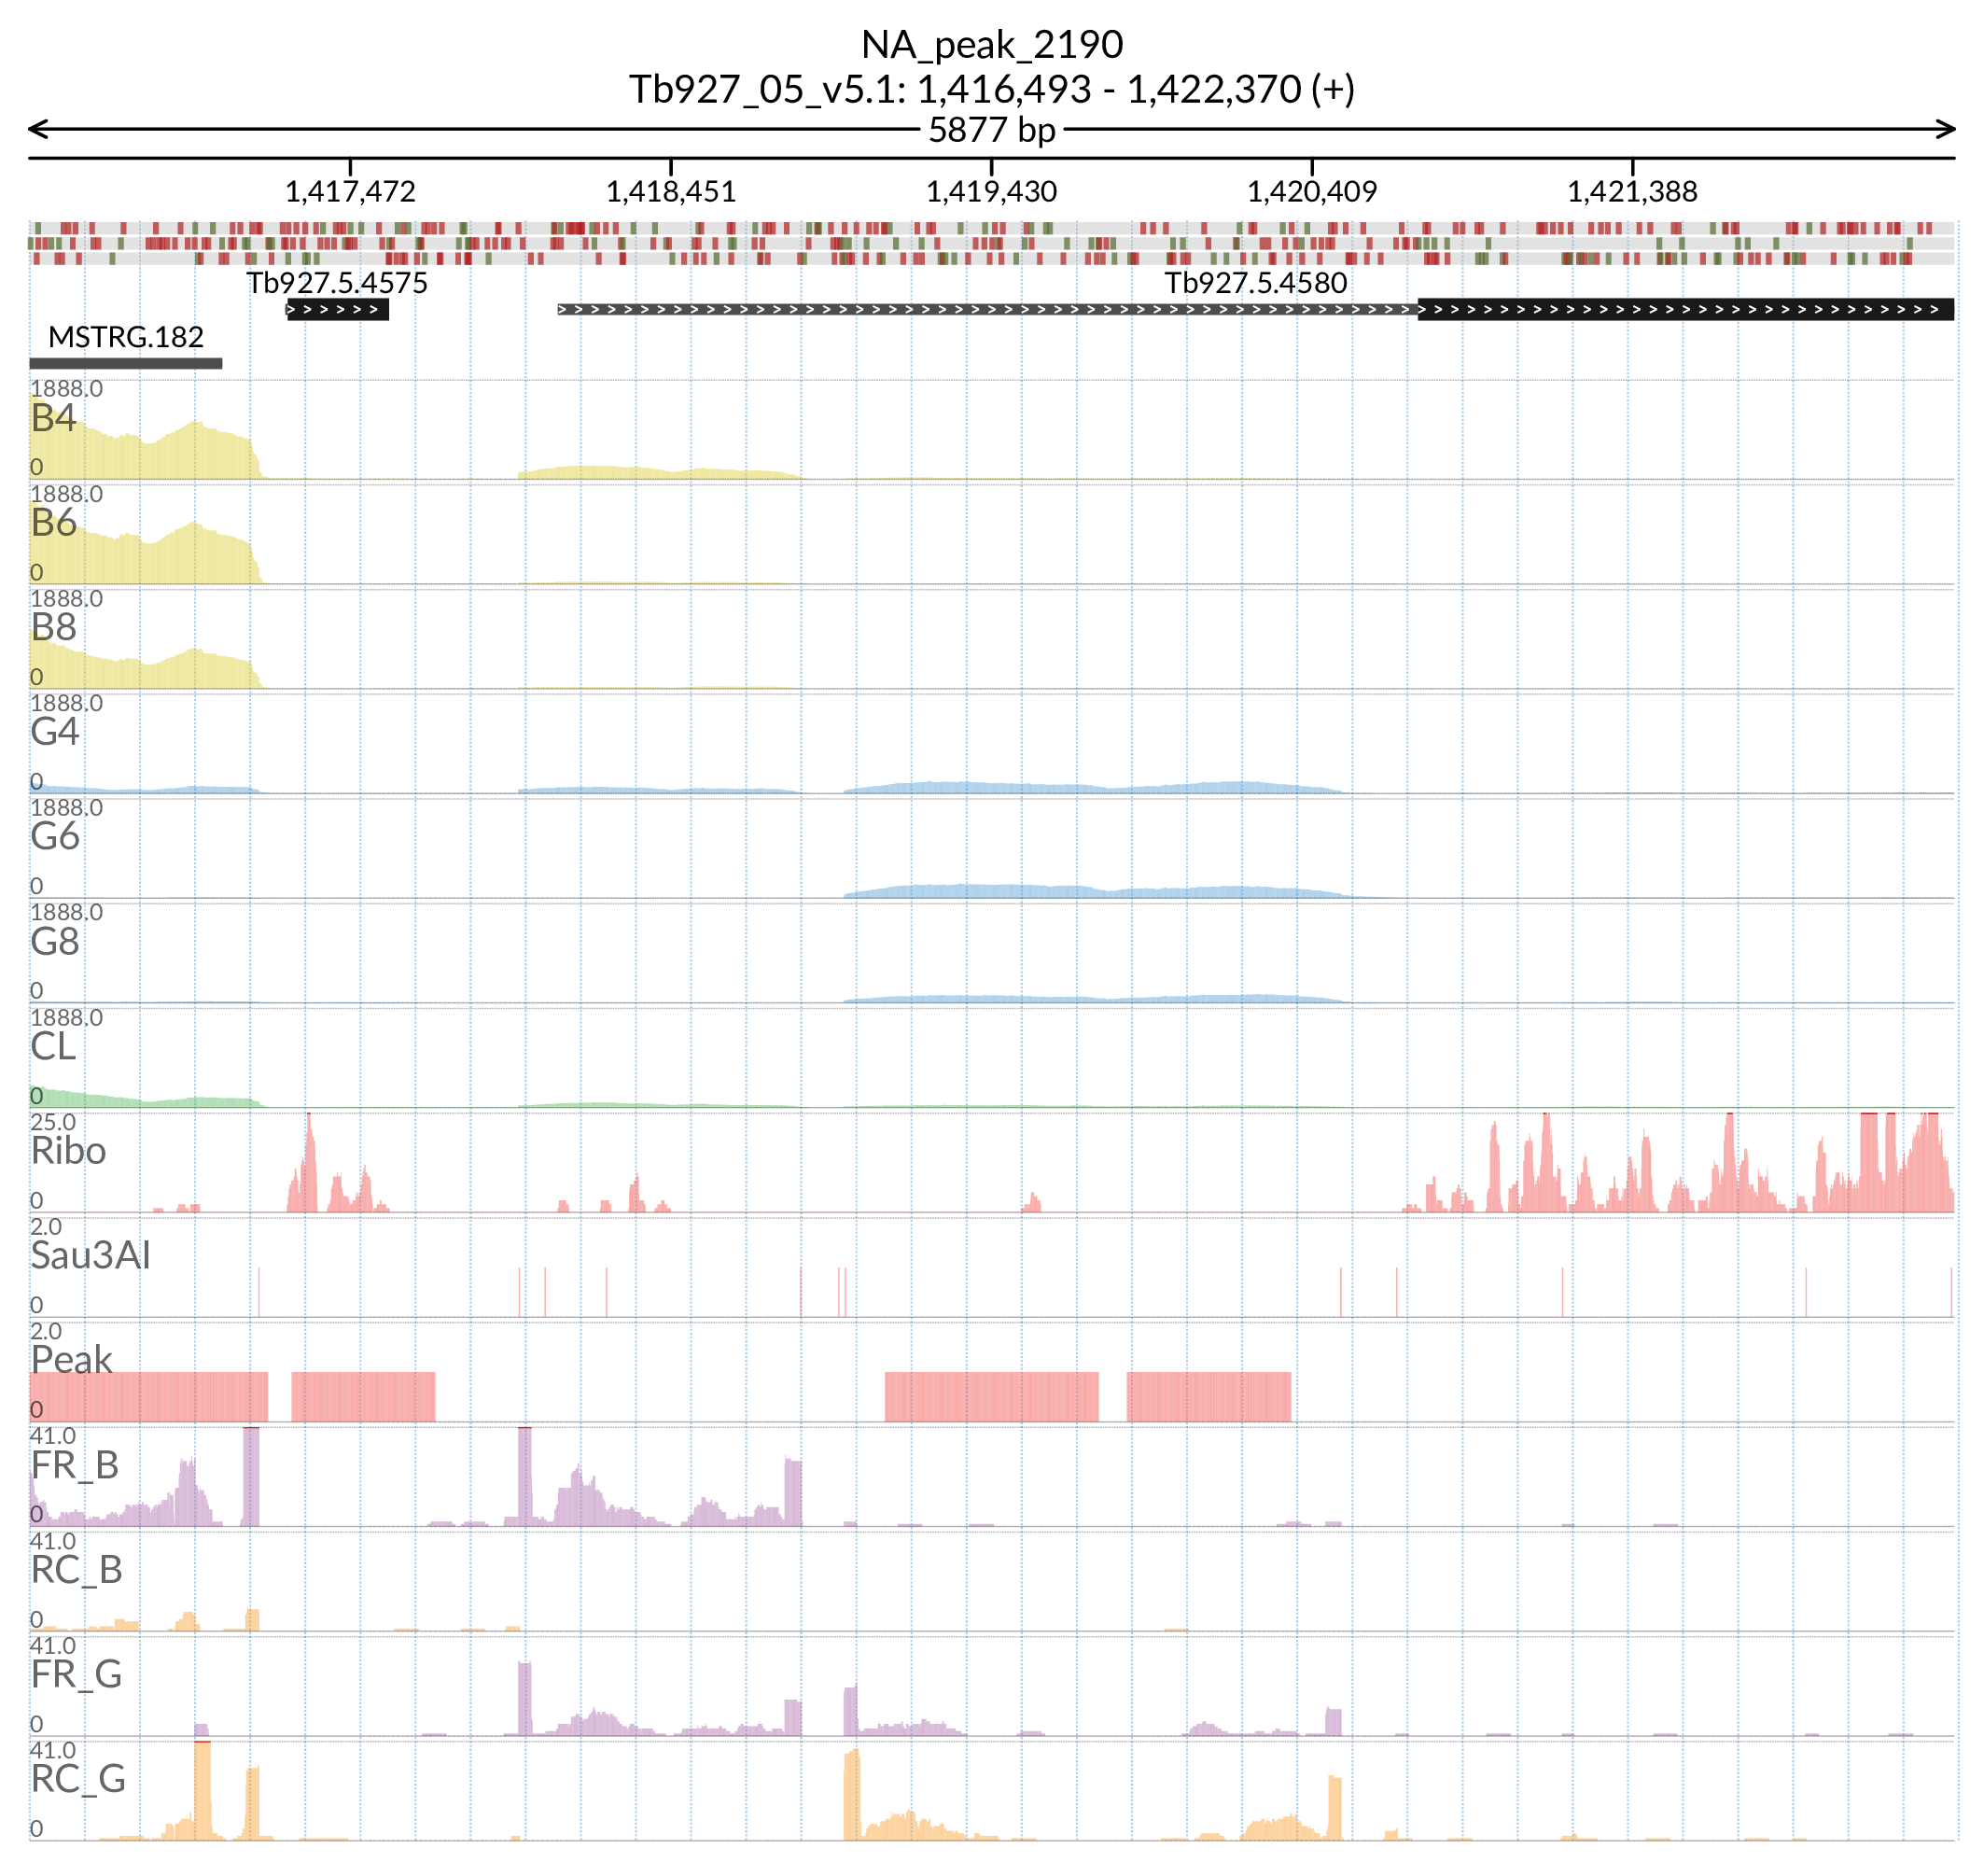 NA_peak_2190
Tb927_05_v5.1: 1,416,493 - 1,422,370 (+)
5877 bp
1,417,472 1,418,451 1,419,430 1,420,409 1,421,388
Tb927.5.4575 Tb927.5.4580
MSTRG.182
1888.0
B4
0
1888.0
B6
0
1888.0
B8
0
1888.0
G4
0
1888.0
G6
0
1888.0
G8
0
1888.0
CL
0
25.0
Ribo
0
2.0
Sau3AI
0
2.0
Peak
0
41.0
FR_B
0
41.0
RC_B
0
41.0
FR_G
0
41.0
RC_G
0